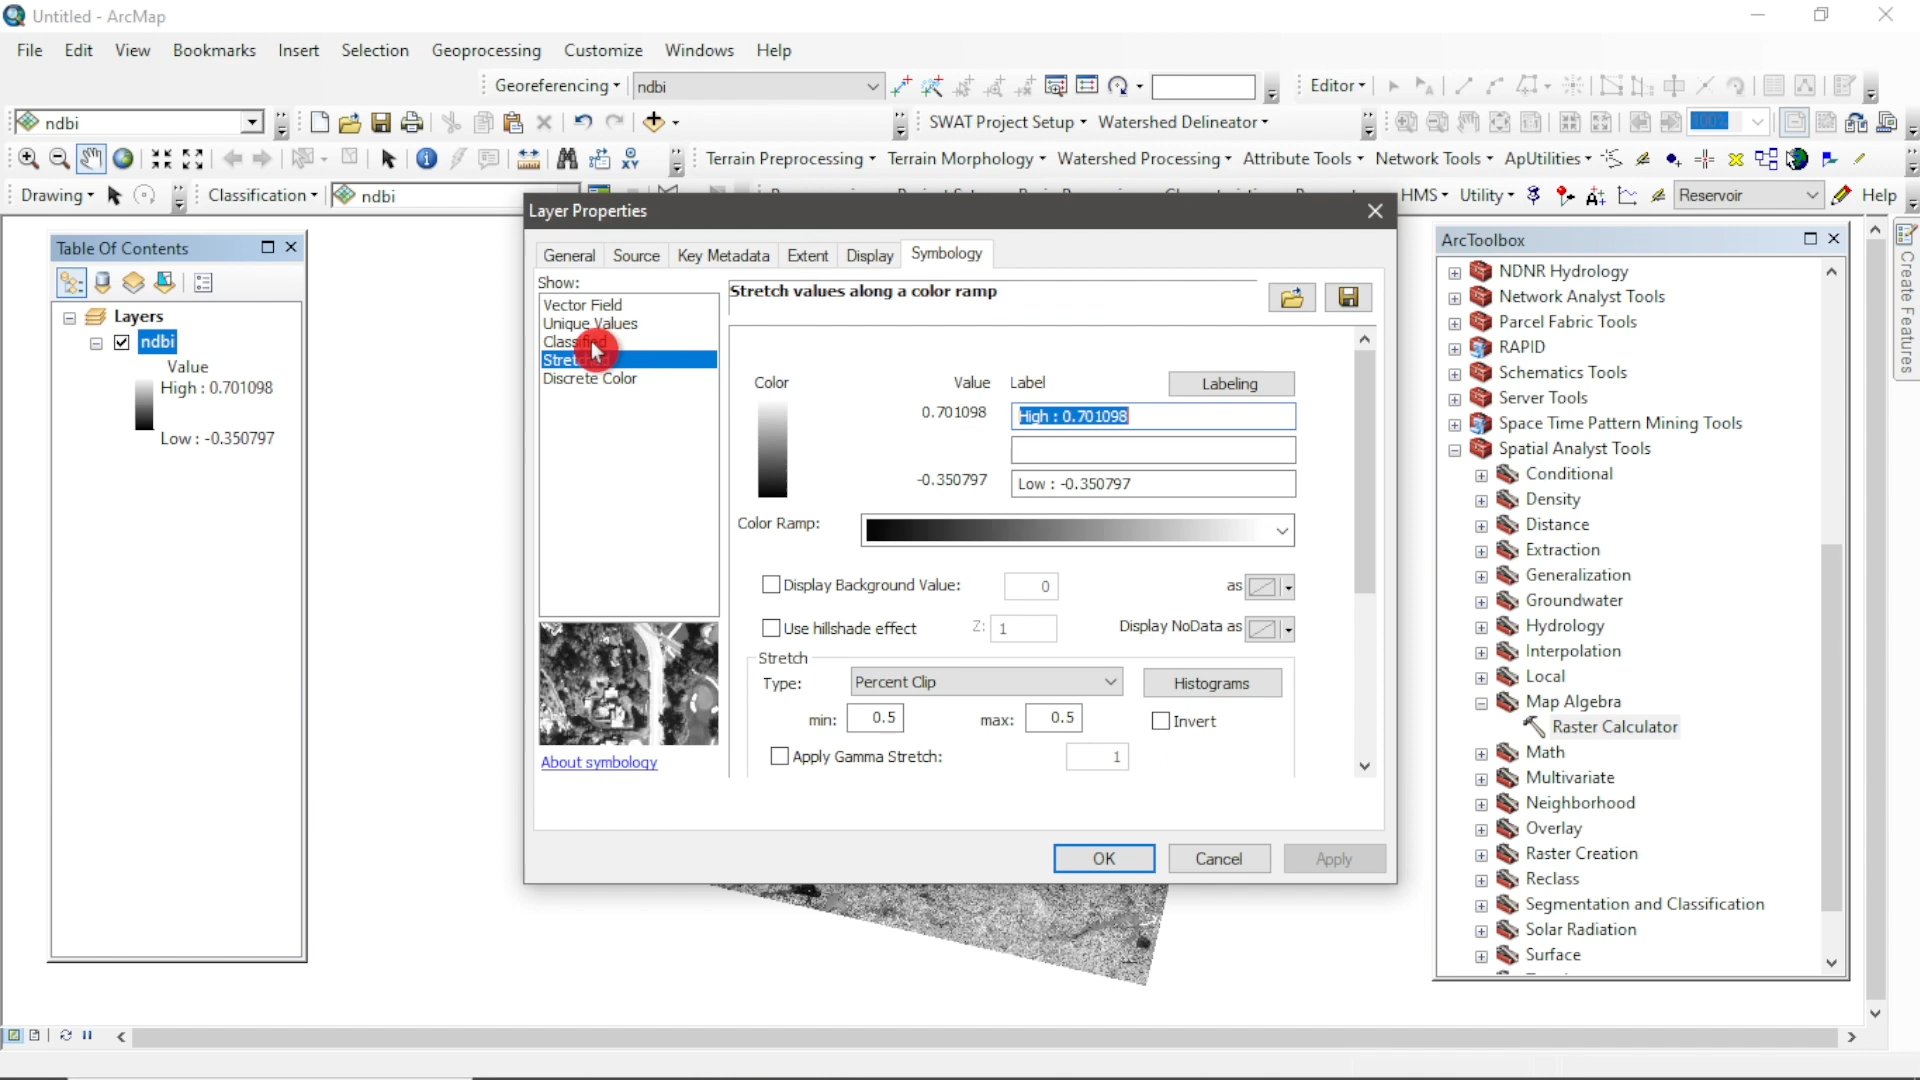 Untitled - ArcMap
File Edit View Bookmarks Insert Selection Geoprocessing Customize Windows Help
Georeferencing ndbi Editor
ndbi SWAT Project Setup Watershed Delineator 100%
Terrain Preprocessing Terrain Morphology Watershed Processing Attribute Tools Network Tools ApUtilities
Drawing Classification ndbi HMS Utility Reservoir Help
Layer Properties
General Source Key Metadata Extent Display Symbology
Show:
Vector Field
Unique Values
Discrete Color
About symbology
Stretch values along a color ramp
Color Value Label Labeling
0.701098 High : 0.701098
-0.350797 Low : -0.350797
Color Ramp:
Display Background Value: 0 as
Use hillshade effect Z: 1 Display NoData as
Stretch
Type: Percent Clip Histograms
min: 0.5 max: 0.5 Invert
Apply Gamma Stretch: 1
OK Cancel Apply
Table Of Contents
Layers
ndbi
Value
High : 0.701098
Low : -0.350797
ArcToolbox
NDNR Hydrology
Network Analyst Tools
Parcel Fabric Tools
RAPID
Schematics Tools
Server Tools
Space Time Pattern Mining Tools
Spatial Analyst Tools
Conditional
Density
Distance
Extraction
Generalization
Groundwater
Hydrology
Interpolation
Local
Map Algebra
Raster Calculator
Math
Multivariate
Neighborhood
Overlay
Raster Creation
Reclass
Segmentation and Classification
Solar Radiation
Surface
Create Features